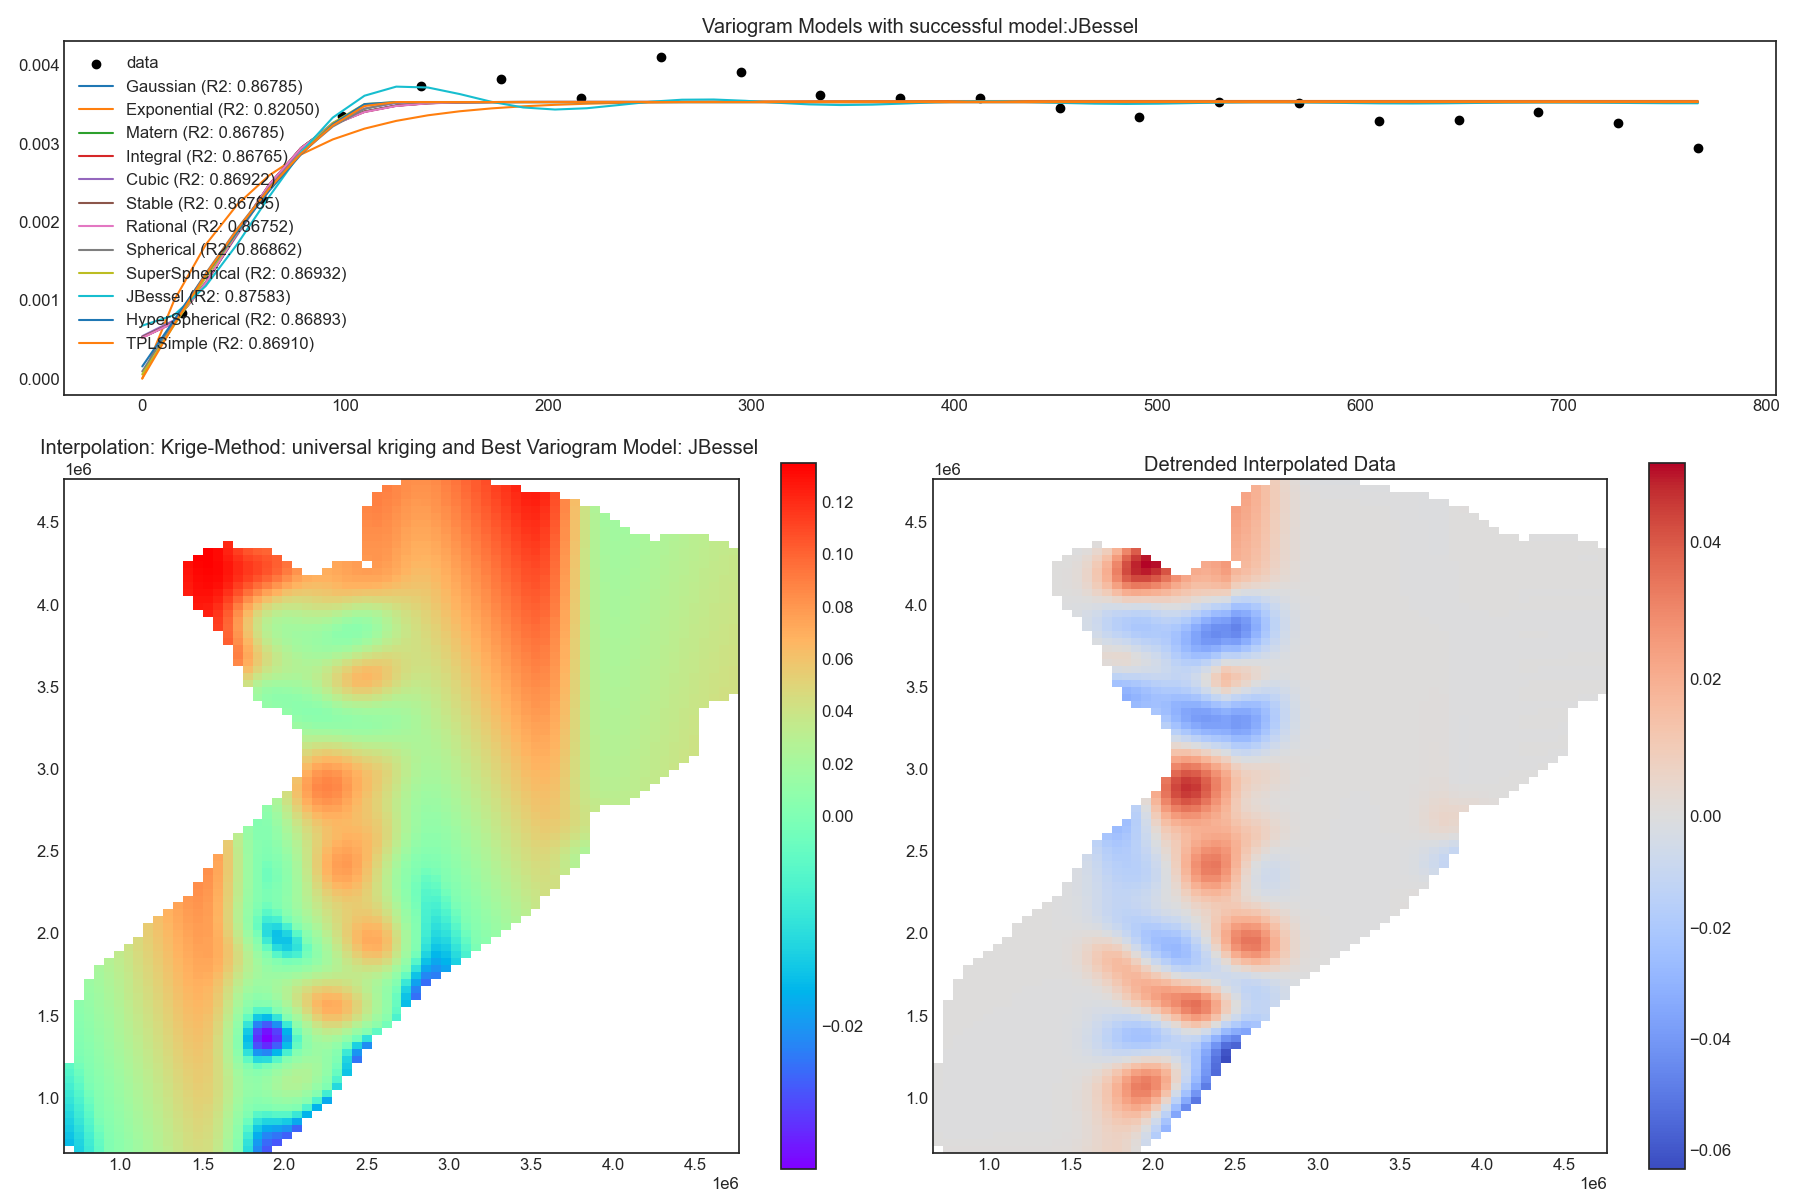 Variogram Models with successful model:JBessel
data
Gaussian (R2: 0.86785)
Exponential (R2: 0.82050)
Matern (R2: 0.86785)
Integral (R2: 0.86765)
Cubic (R2: 0.86922)
Stable (R2: 0.86785)
Rational (R2: 0.86752)
Spherical (R2: 0.86862)
SuperSpherical (R2: 0.86932)
JBessel (R2: 0.87583)
HyperSpherical (R2: 0.86893)
TPLSimple (R2: 0.86910)
0.004
0.003
0.002
0.001
0.000
0 100 200 300 400 500 600 700 800
Interpolation: Krige-Method: universal kriging and Best Variogram Model: JBessel
1e6
4.5
4.0
3.5
3.0
2.5
2.0
1.5
1.0
1.0 1.5 2.0 2.5 3.0 3.5 4.0 4.5
1e6
0.12
0.10
0.08
0.06
0.04
0.02
0.00
−0.02
Detrended Interpolated Data
1e6
4.5
4.0
3.5
3.0
2.5
2.0
1.5
1.0
1.0 1.5 2.0 2.5 3.0 3.5 4.0 4.5
1e6
0.04
0.02
0.00
−0.02
−0.04
−0.06